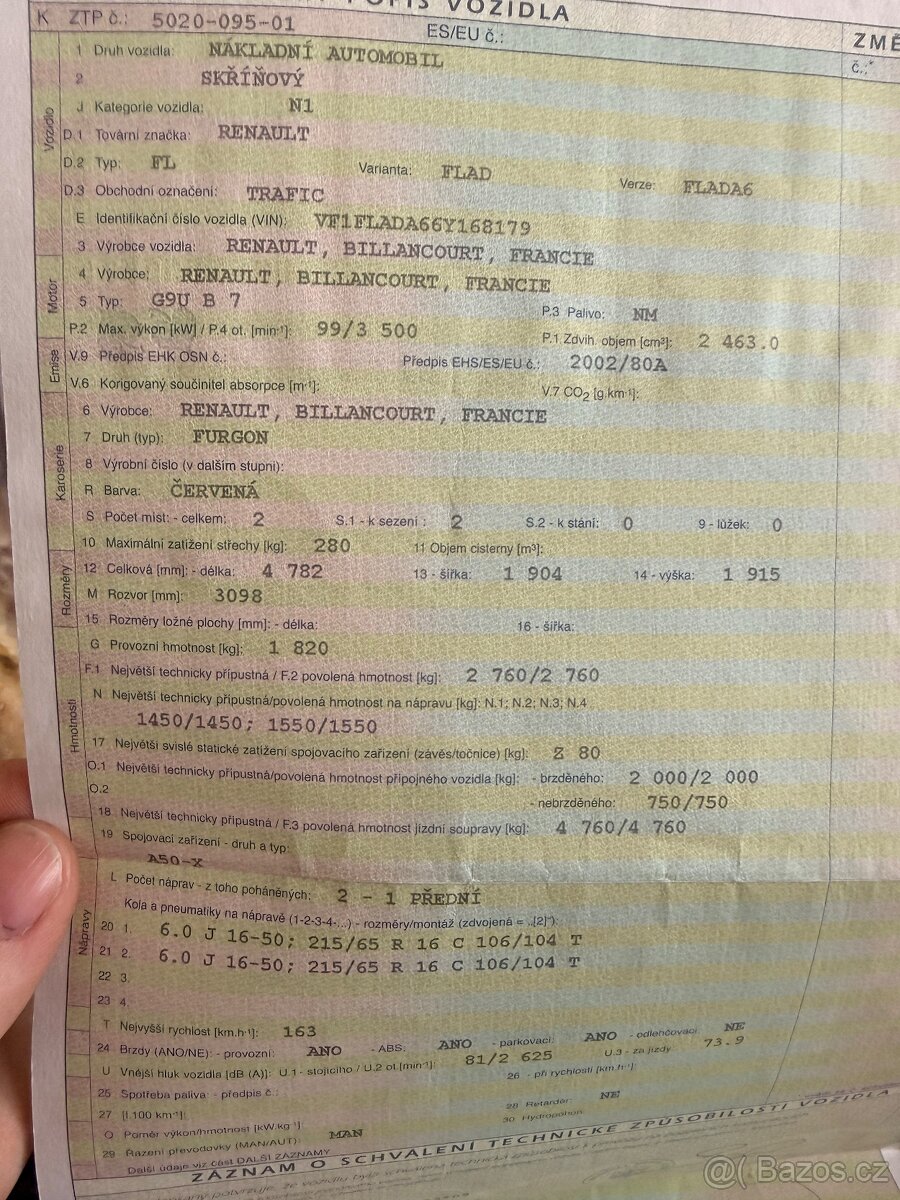 POPIS VOZIDLA
K ZTP č.: 5020-095-01 ES/EU č.:
ZMĚ
č.:*
Vozidlo
1 Druh vozidla: NÁKLADNÍ AUTOMOBIL
2 SKŘÍŇOVÝ
J Kategorie vozidla: N1
D.1 Tovární značka: RENAULT
D.2 Typ: FL Varianta: FLAD Verze: FLADA6
D.3 Obchodní označení: TRAFIC
E Identifikační číslo vozidla (VIN): VF1FLADA66Y168179
3 Výrobce vozidla: RENAULT, BILLANCOURT, FRANCIE
Motor
4 Výrobce: RENAULT, BILLANCOURT, FRANCIE
5 Typ: G9U B 7 P.3 Palivo: NM
P.2 Max. výkon [kW] / P.4 ot. [min-¹]: 99/3 500 P.1 Zdvih. objem [cm³]: 2 463.0
Emise
V.9 Předpis EHK OSN č.: Předpis EHS/ES/EU č.: 2002/80A
V.6 Korigovaný součinitel absorpce [m-¹]: V.7 CO2 [g.km-¹]:
Karoserie
6 Výrobce: RENAULT, BILLANCOURT, FRANCIE
7 Druh (typ): FURGON
8 Výrobní číslo (v dalším stupni):
R Barva: ČERVENÁ
S Počet míst: - celkem: 2 S.1 - k sezení: 2 S.2 - k stání: 0 9 - lůžek: 0
10 Maximální zatížení střechy [kg]: 280 11 Objem cisterny [m³]:
Rozměry
12 Celková [mm]: - délka: 4 782 13 - šířka: 1 904 14 - výška: 1 915
M Rozvor [mm]: 3098
15 Rozměry ložné plochy [mm]: - délka: 16 - šířka:
Hmotnosti
G Provozní hmotnost [kg]: 1 820
F.1 Největší technicky přípustná / F.2 povolená hmotnost [kg]: 2 760/2 760
N Největší technicky přípustná/povolená hmotnost na nápravu [kg]: N.1; N.2; N.3; N.4
1450/1450; 1550/1550
17 Největší svislé statické zatížení spojovacího zařízení (závěs/točnice) [kg]: Z 80
O.1 Největší technicky přípustná/povolená hmotnost přípojného vozidla [kg]: - brzděného: 2 000/2 000
O.2 - nebrzděného: 750/750
18 Největší technicky přípustná / F.3 povolená hmotnost jízdní soupravy [kg]: 4 760/4 760
19 Spojovací zařízení - druh a typ:
A50-X
Nápravy
L Počet náprav - z toho poháněných: 2 - 1 PŘEDNÍ
Kola a pneumatiky na nápravě (1-2-3-4-...) - rozměry/montáž (zdvojená = „[2]"):
20 1. 6.0 J 16-50; 215/65 R 16 C 106/104 T
21 2. 6.0 J 16-50; 215/65 R 16 C 106/104 T
22 3.
23 4.
T Nejvyšší rychlost [km.h-¹]: 163
24 Brzdy (ANO/NE): - provozní: ANO - ABS: ANO - parkovací: ANO - odlehčovací: NE
U Vnější hluk vozidla [dB (A)]: U.1 - stojícího / U.2 ot.[min-¹]: 81/2 625 U.3 - za jízdy: 73.9
25 Spotřeba paliva: - předpis č.: 26 - při rychlosti [km.h-¹]:
27 [l.100 km-¹]: 28 Retardér: NE
Q Poměr výkon/hmotnost [kW.kg-¹]: 30 Hydropohon:
29 Řazení převodovky (MAN/AUT): MAN
Další údaje viz část DALŠÍ ZÁZNAMY
ZÁZNAM O SCHVÁLENÍ TECHNICKÉ ZPŮSOBILOSTI VOZIDLA
@ Bazos.cz